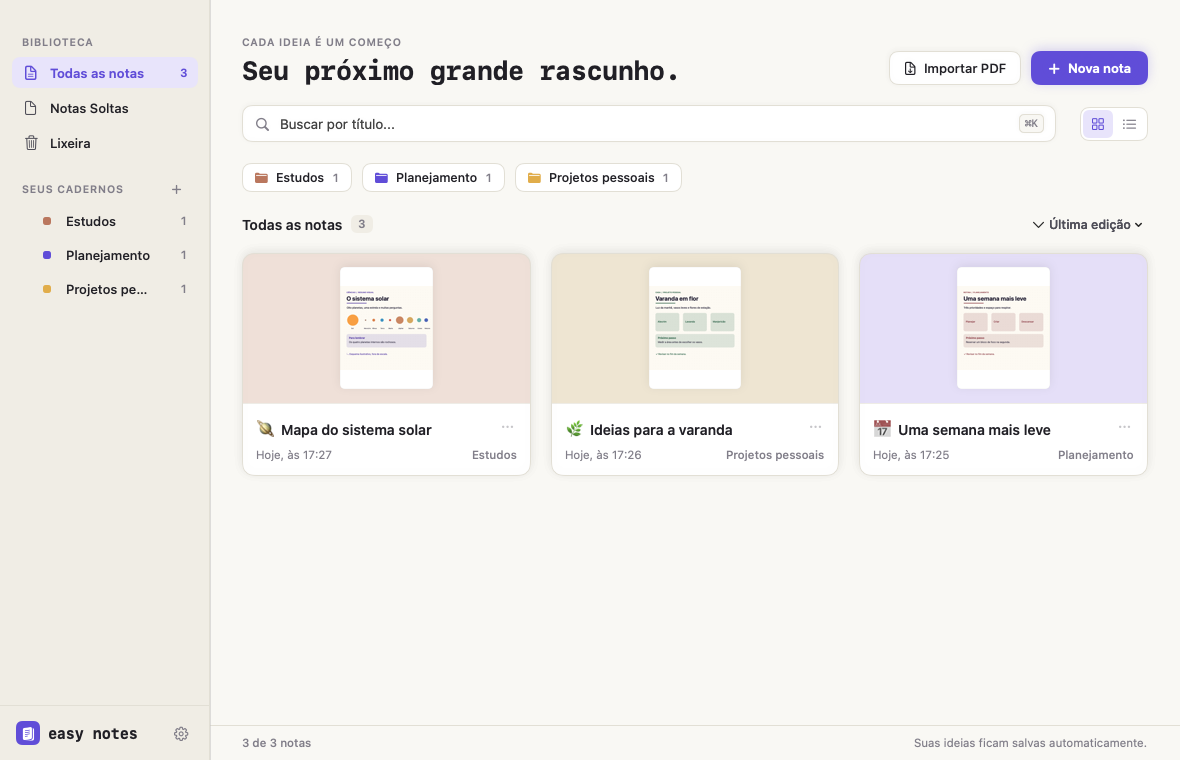 BIBLIOTECA
Todas as notas 3
Notas Soltas
Lixeira
SEUS CADERNOS +
Estudos 1
Planejamento 1
Projetos pe... 1
easy notes
CADA IDEIA É UM COMEÇO
Seu próximo grande rascunho.
Importar PDF
+ Nova nota
Buscar por título...
⌘K
Estudos 1
Planejamento 1
Projetos pessoais 1
Todas as notas 3
Última edição
O sistema solar
Mapa do sistema solar
Hoje, às 17:27
Estudos
Varanda em flor
Ideias para a varanda
Hoje, às 17:26
Projetos pessoais
Uma semana mais leve
17
Uma semana mais leve
Hoje, às 17:25
Planejamento
3 de 3 notas
Suas ideias ficam salvas automaticamente.